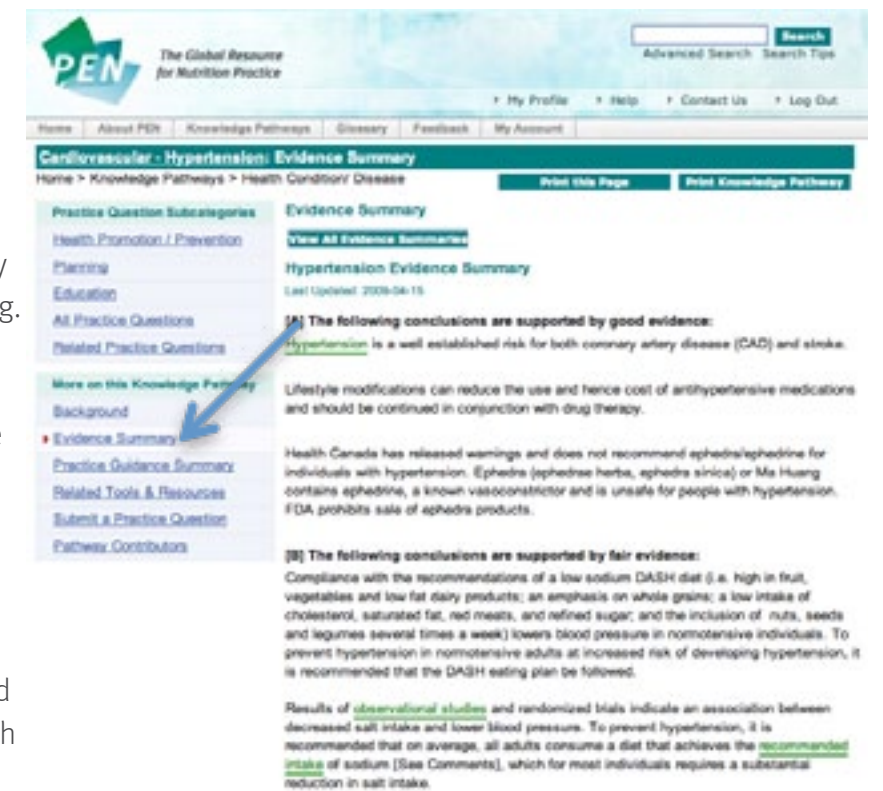 PEN
The Global Resource
for Nutrition Practice
Search
Advanced Search Search Tips
My Profile Help Contact Us Log Out
Home About PEN Knowledge Pathways Glossary Feedback My Account
Cardiovascular - Hypertension: Evidence Summary
Home > Knowledge Pathways > Health Condition/ Disease
Print this Page Print Knowledge Pathway
Practice Question Subcategories
Health Promotion / Prevention
Planning
Education
All Practice Questions
Related Practice Questions
More on this Knowledge Pathway
Background
Evidence Summary
Practice Guidance Summary
Related Tools & Resources
Submit a Practice Question
Pathway Contributors
Evidence Summary
View All Evidence Summaries
Hypertension Evidence Summary
Last Updated: 2009-04-15
[A] The following conclusions are supported by good evidence:
Hypertension is a well established risk for both coronary artery disease (CAD) and stroke.
Lifestyle modifications can reduce the use and hence cost of antihypertensive medications
and should be continued in conjunction with drug therapy.
Health Canada has released warnings and does not recommend ephedra/ephedrine for
individuals with hypertension. Ephedra (ephedrae herba, ephedra sinica) or Ma Huang
contains ephedrine, a known vasoconstrictor and is unsafe for people with hypertension.
FDA prohibits sale of ephedra products.
[B] The following conclusions are supported by fair evidence:
Compliance with the recommendations of a low sodium DASH diet (i.e. high in fruit,
vegetables and low fat dairy products; an emphasis on whole grains; a low intake of
cholesterol, saturated fat, red meats, and refined sugar; and the inclusion of nuts, seeds
and legumes several times a week) lowers blood pressure in normotensive individuals. To
prevent hypertension in normotensive adults at increased risk of developing hypertension, it
is recommended that the DASH eating plan be followed.
Results of observational studies and randomized trials indicate an association between
decreased salt intake and lower blood pressure. To prevent hypertension, it is
recommended that on average, all adults consume a diet that achieves the recommended
intake of sodium [See Comments], which for most individuals requires a substantial
reduction in salt intake.